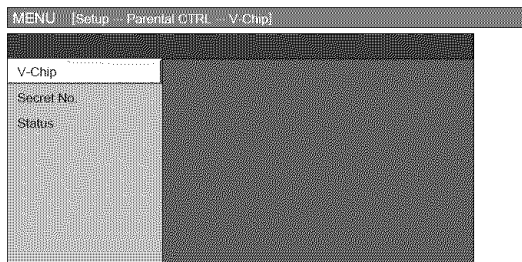 MENU [Setup --- Parental CTRL --- V-Chip]
V-Chip
Secret No.
Status